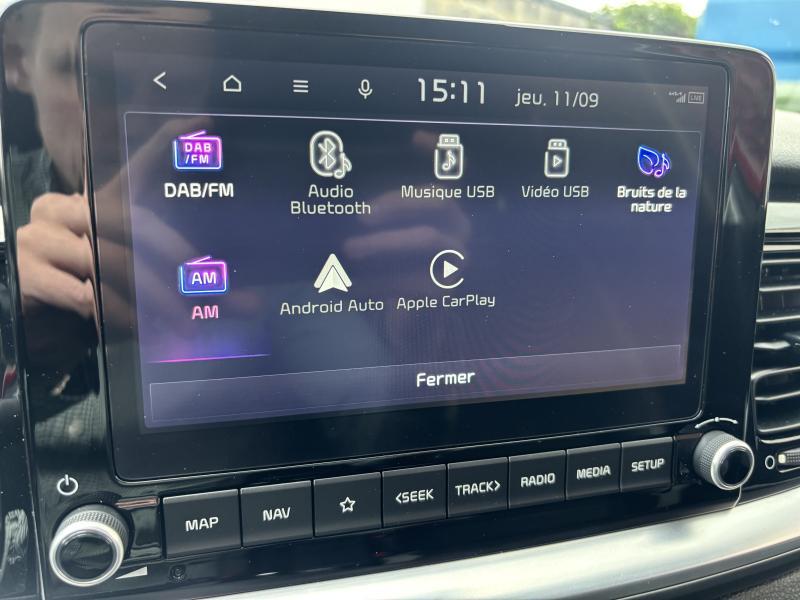 15:11 jeu. 11/09
LIVE
DAB
/FM
DAB/FM
Audio
Bluetooth
Musique USB
Vidéo USB
Bruits de la
nature
AM
AM
Android Auto
Apple CarPlay
Fermer
MAP
NAV
<SEEK
TRACK>
RADIO
MEDIA
SETUP